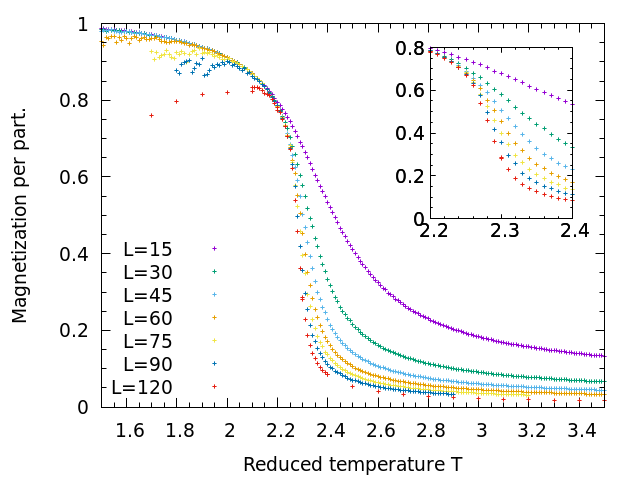 1
0.8
0.6
0.4
0.2
0
Magnetization per part.
0.8
0.6
0.4
0.2
0
2.2 2.3 2.4
L=15
L=30
L=45
L=60
L=75
L=90
L=120
1.6 1.8 2 2.2 2.4 2.6 2.8 3 3.2 3.4
Reduced temperature T